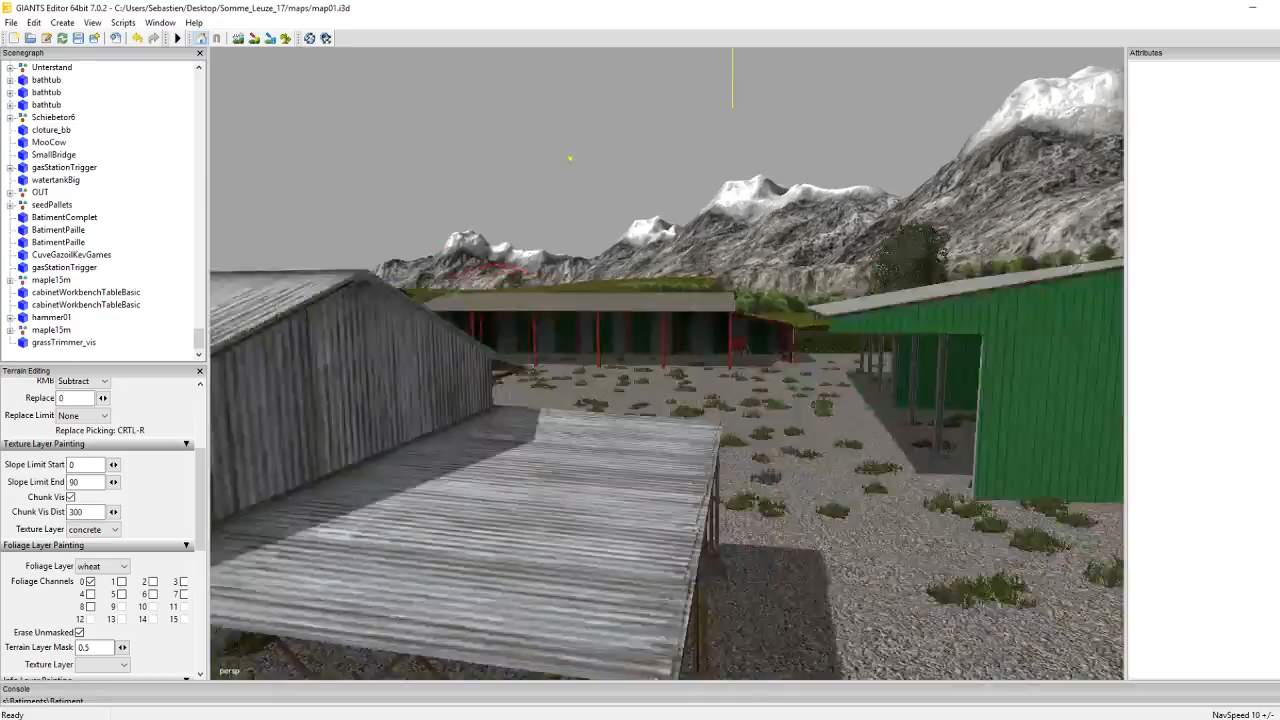 GIANTS Editor 64bit 7.0.2 - C:/Users/Sebastien/Desktop/Somme_Leuze_17/maps/map01.i3d
File Edit Create View Scripts Window Help
Scenegraph
Unterstand
bathtub
bathtub
bathtub
Schiebetor6
cloture_bb
MooCow
SmallBridge
gasStationTrigger
watertankBig
OUT
seedPallets
BatimentComplet
BatimentPaille
BatimentPaille
CuveGazoilKevGames
gasStationTrigger
maple15m
cabinetWorkbenchTableBasic
cabinetWorkbenchTableBasic
hammer01
maple15m
grassTrimmer_vis
Terrain Editing
RMB Subtract
Replace 0
Replace Limit None
Replace Picking: CRTL-R
Texture Layer Painting
Slope Limit Start 0
Slope Limit End 90
Chunk Vis
Chunk Vis Dist 300
Texture Layer concrete
Foliage Layer Painting
Foliage Layer wheat
Foliage Channels 0 1 2 3
4 5 6 7
8 9 10 11
12 13 14 15
Erase Unmasked
Terrain Layer Mask 0.5
Texture Layer
persp
Attributes
Console
s\Batiments\Batiment
Ready
NavSpeed 10 +/-